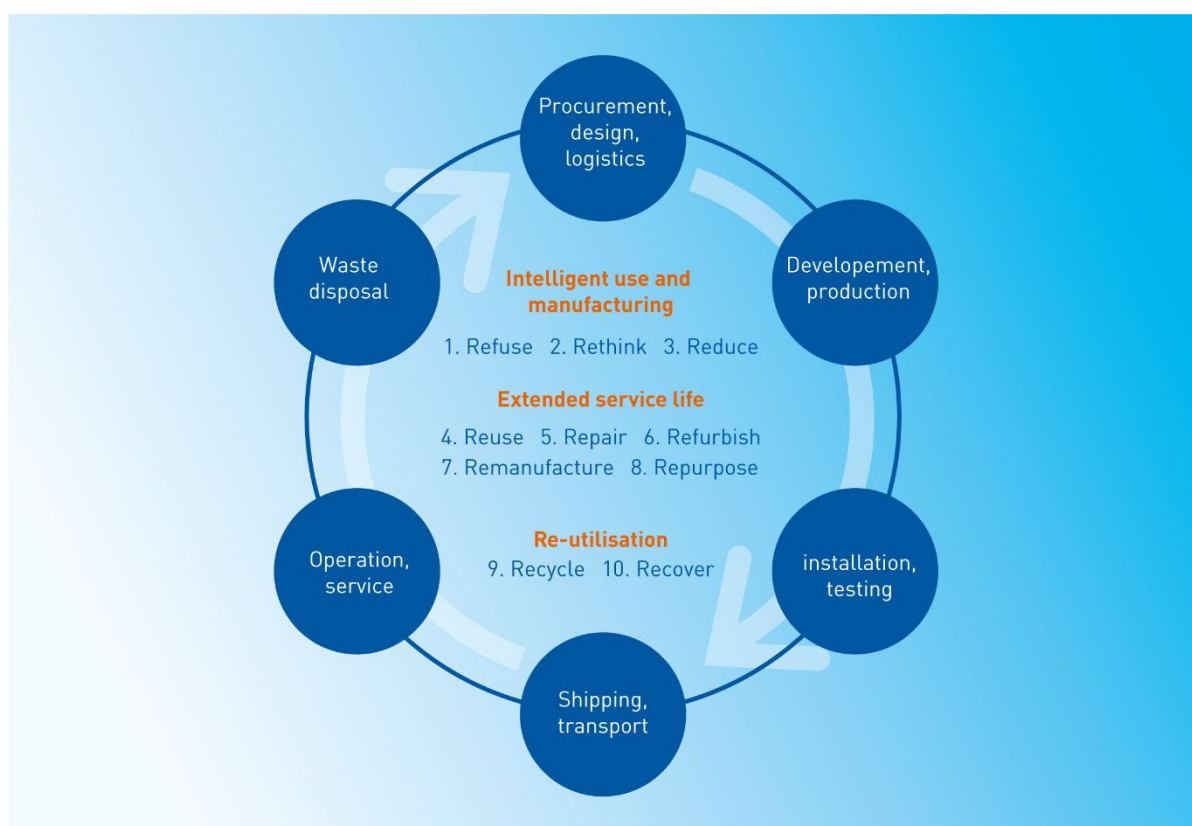 Procurement,
design,
logistics
Waste
disposal
Developement,
production
Intelligent use and
manufacturing
1. Refuse 2. Rethink 3. Reduce
Extended service life
4. Reuse 5. Repair 6. Refurbish
7. Remanufacture 8. Repurpose
Re-utilisation
9. Recycle 10. Recover
Operation,
service
installation,
testing
Shipping,
transport